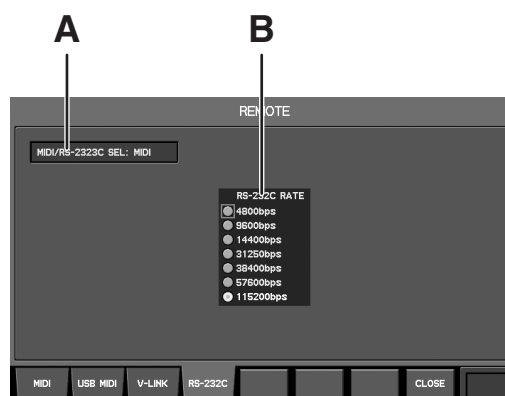 A B
REMOTE
MIDI/RS-2323C SEL: MIDI
RS-232C RATE
4800bps
9600bps
14400bps
31250bps
38400bps
57600bps
115200bps
MIDI USB MIDI V-LINK RS-232C CLOSE